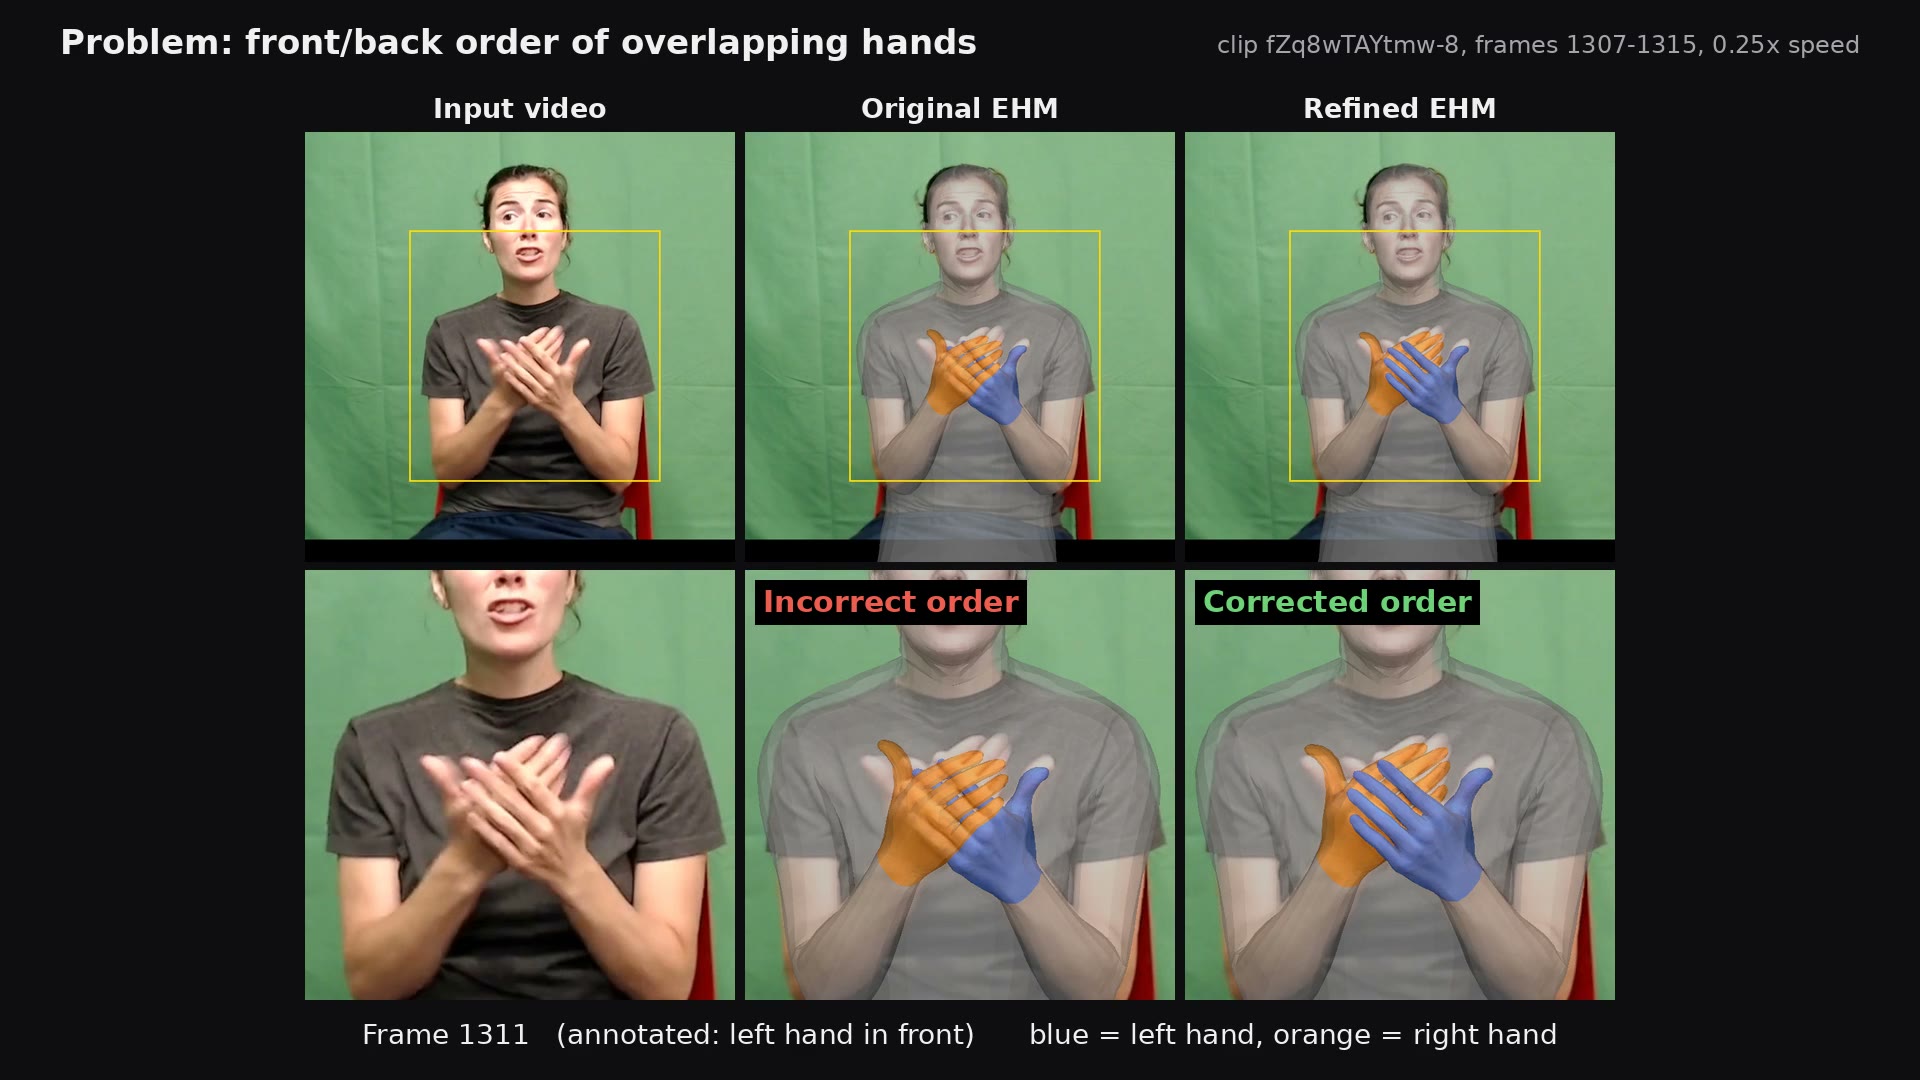 Problem: front/back order of overlapping hands
clip fZq8wTAYtmw-8, frames 1307-1315, 0.25x speed
Input video
Original EHM
Refined EHM
Incorrect order
Corrected order
Frame 1311 (annotated: left hand in front) blue = left hand, orange = right hand